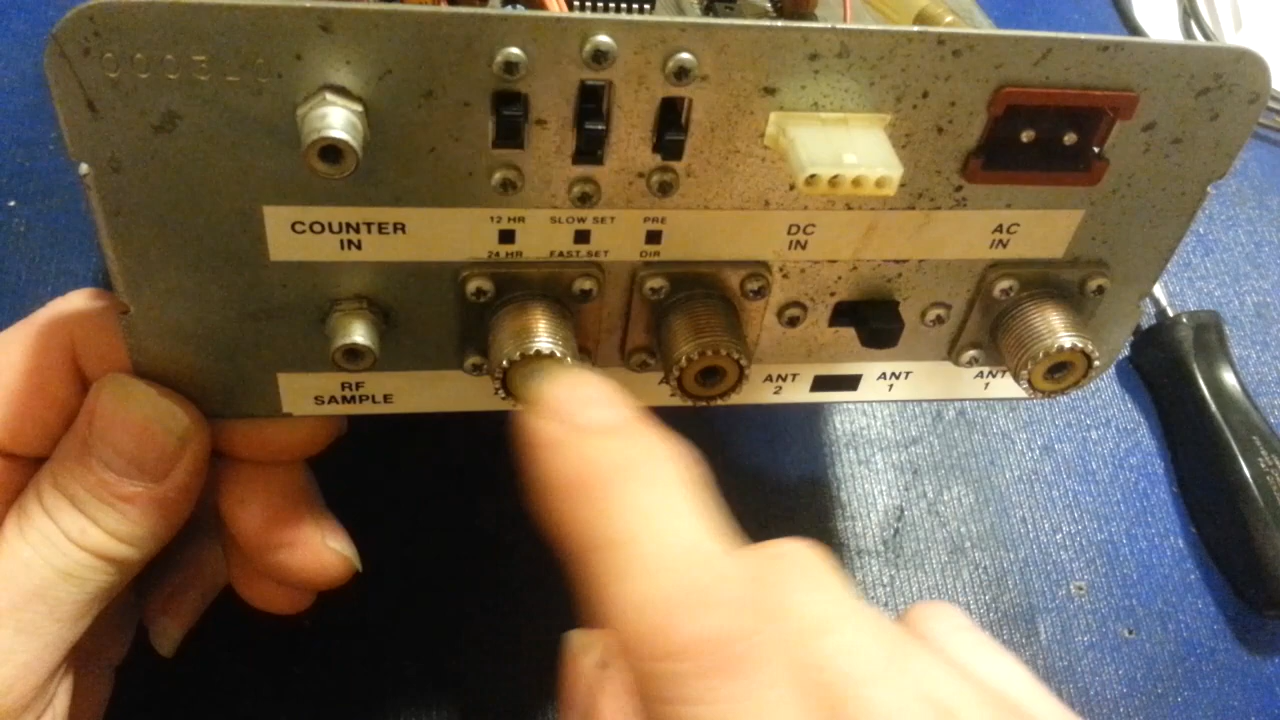 COUNTER
IN
12 HR
24 HR
SLOW SET
FAST SET
PRE
DIR
DC
IN
AC
IN
RF
SAMPLE
ANT
2
ANT
1
ANT
1